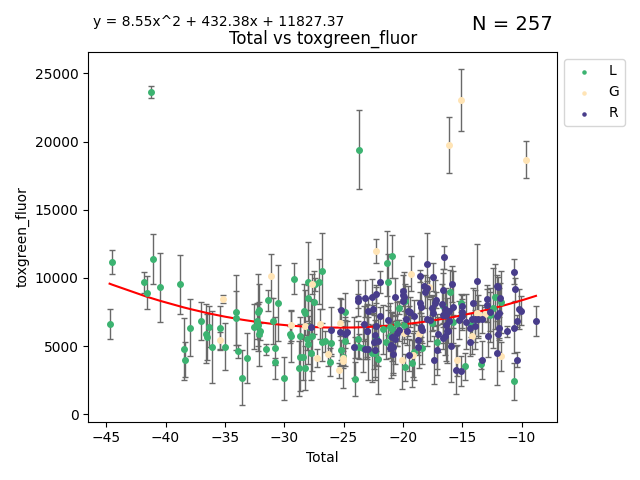 y = 8.55x^2 + 432.38x + 11827.37
N = 257
Total vs toxgreen_fluor
25000
20000
15000
10000
5000
0
toxgreen_fluor
−45
−40
−35
−30
−25
−20
−15
−10
Total
L
G
R